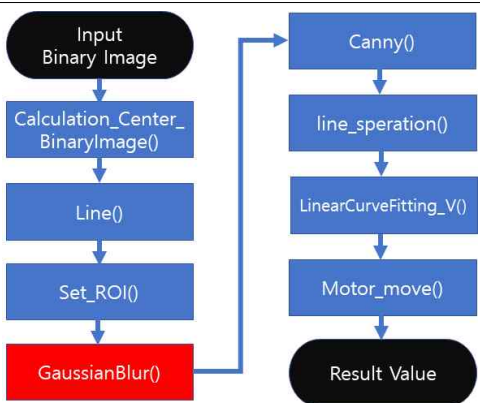 Input
Binary Image
Calculation_Center_
BinaryImage()
Line()
Set_ROI()
GaussianBlur()
Canny()
line_speration()
LinearCurveFitting_V()
Motor_move()
Result Value